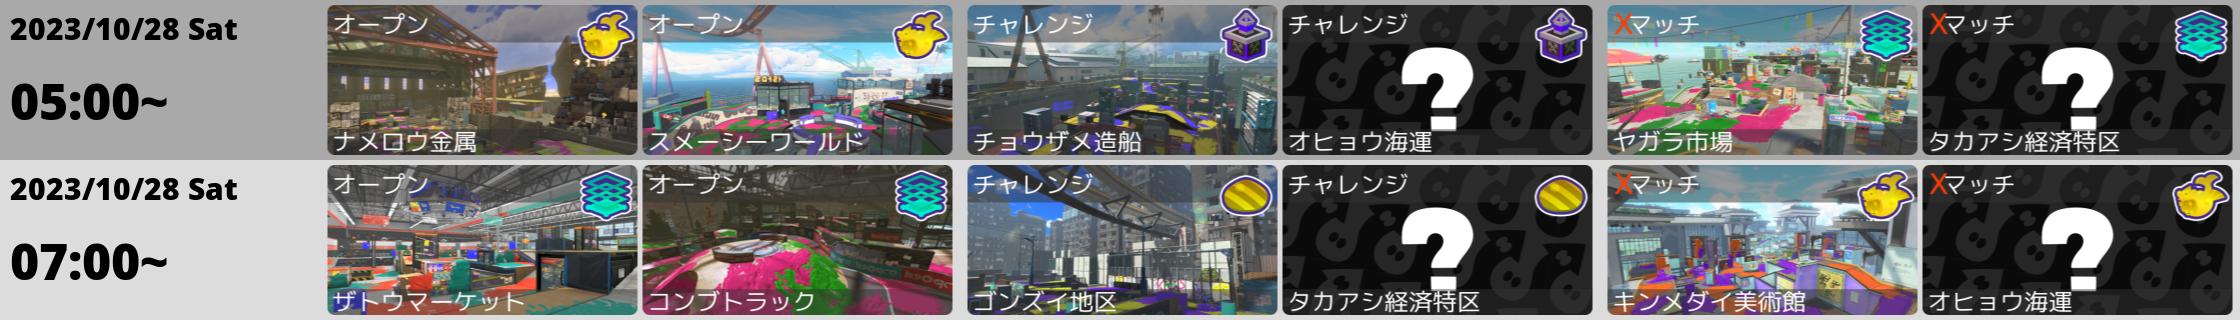 2023/10/28 Sat
05:00~
オープン
ナメロウ金属
オープン
スメーシーワールド
チャレンジ
チョウザメ造船
チャレンジ
?
オヒョウ海運
Xマッチ
ヤガラ市場
Xマッチ
?
タカアシ経済特区
2023/10/28 Sat
07:00~
オープン
ザトウマーケット
オープン
コンブトラック
チャレンジ
ゴンズイ地区
チャレンジ
?
タカアシ経済特区
Xマッチ
キンメダイ美術館
Xマッチ
?
オヒョウ海運